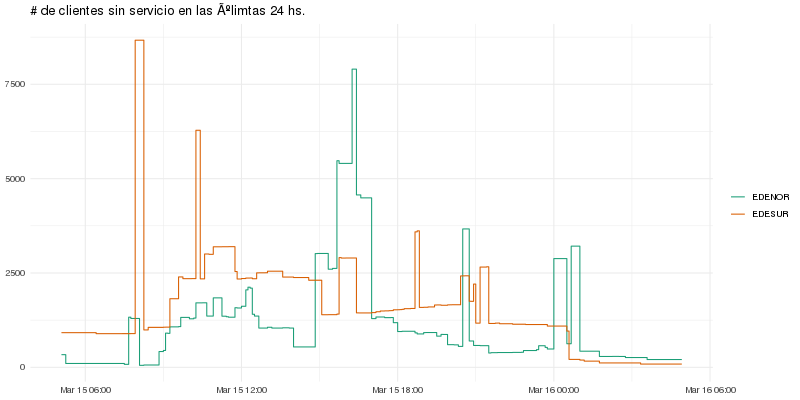 # de clientes sin servicio en las Ãºlimtas 24 hs.
7500
5000
2500
0
Mar 15 06:00
Mar 15 12:00
Mar 15 18:00
Mar 16 00:00
Mar 16 06:00
EDENOR
EDESUR